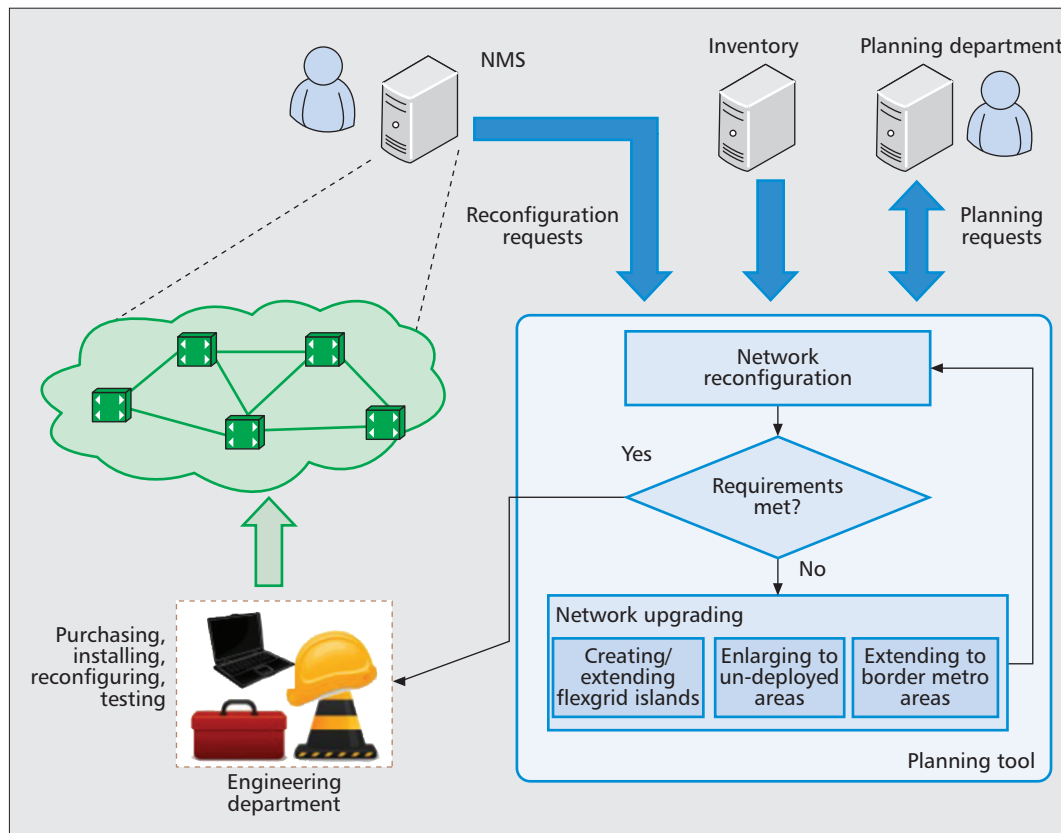 NMS
Inventory
Planning department
Reconfiguration
requests
Planning
requests
Network
reconfiguration
Yes
Requirements
met?
No
Network upgrading
Creating/
extending
flexgrid islands
Enlarging to
un-deployed
areas
Extending to
border metro
areas
Planning tool
Purchasing,
installing,
reconfiguring,
testing
Engineering
department